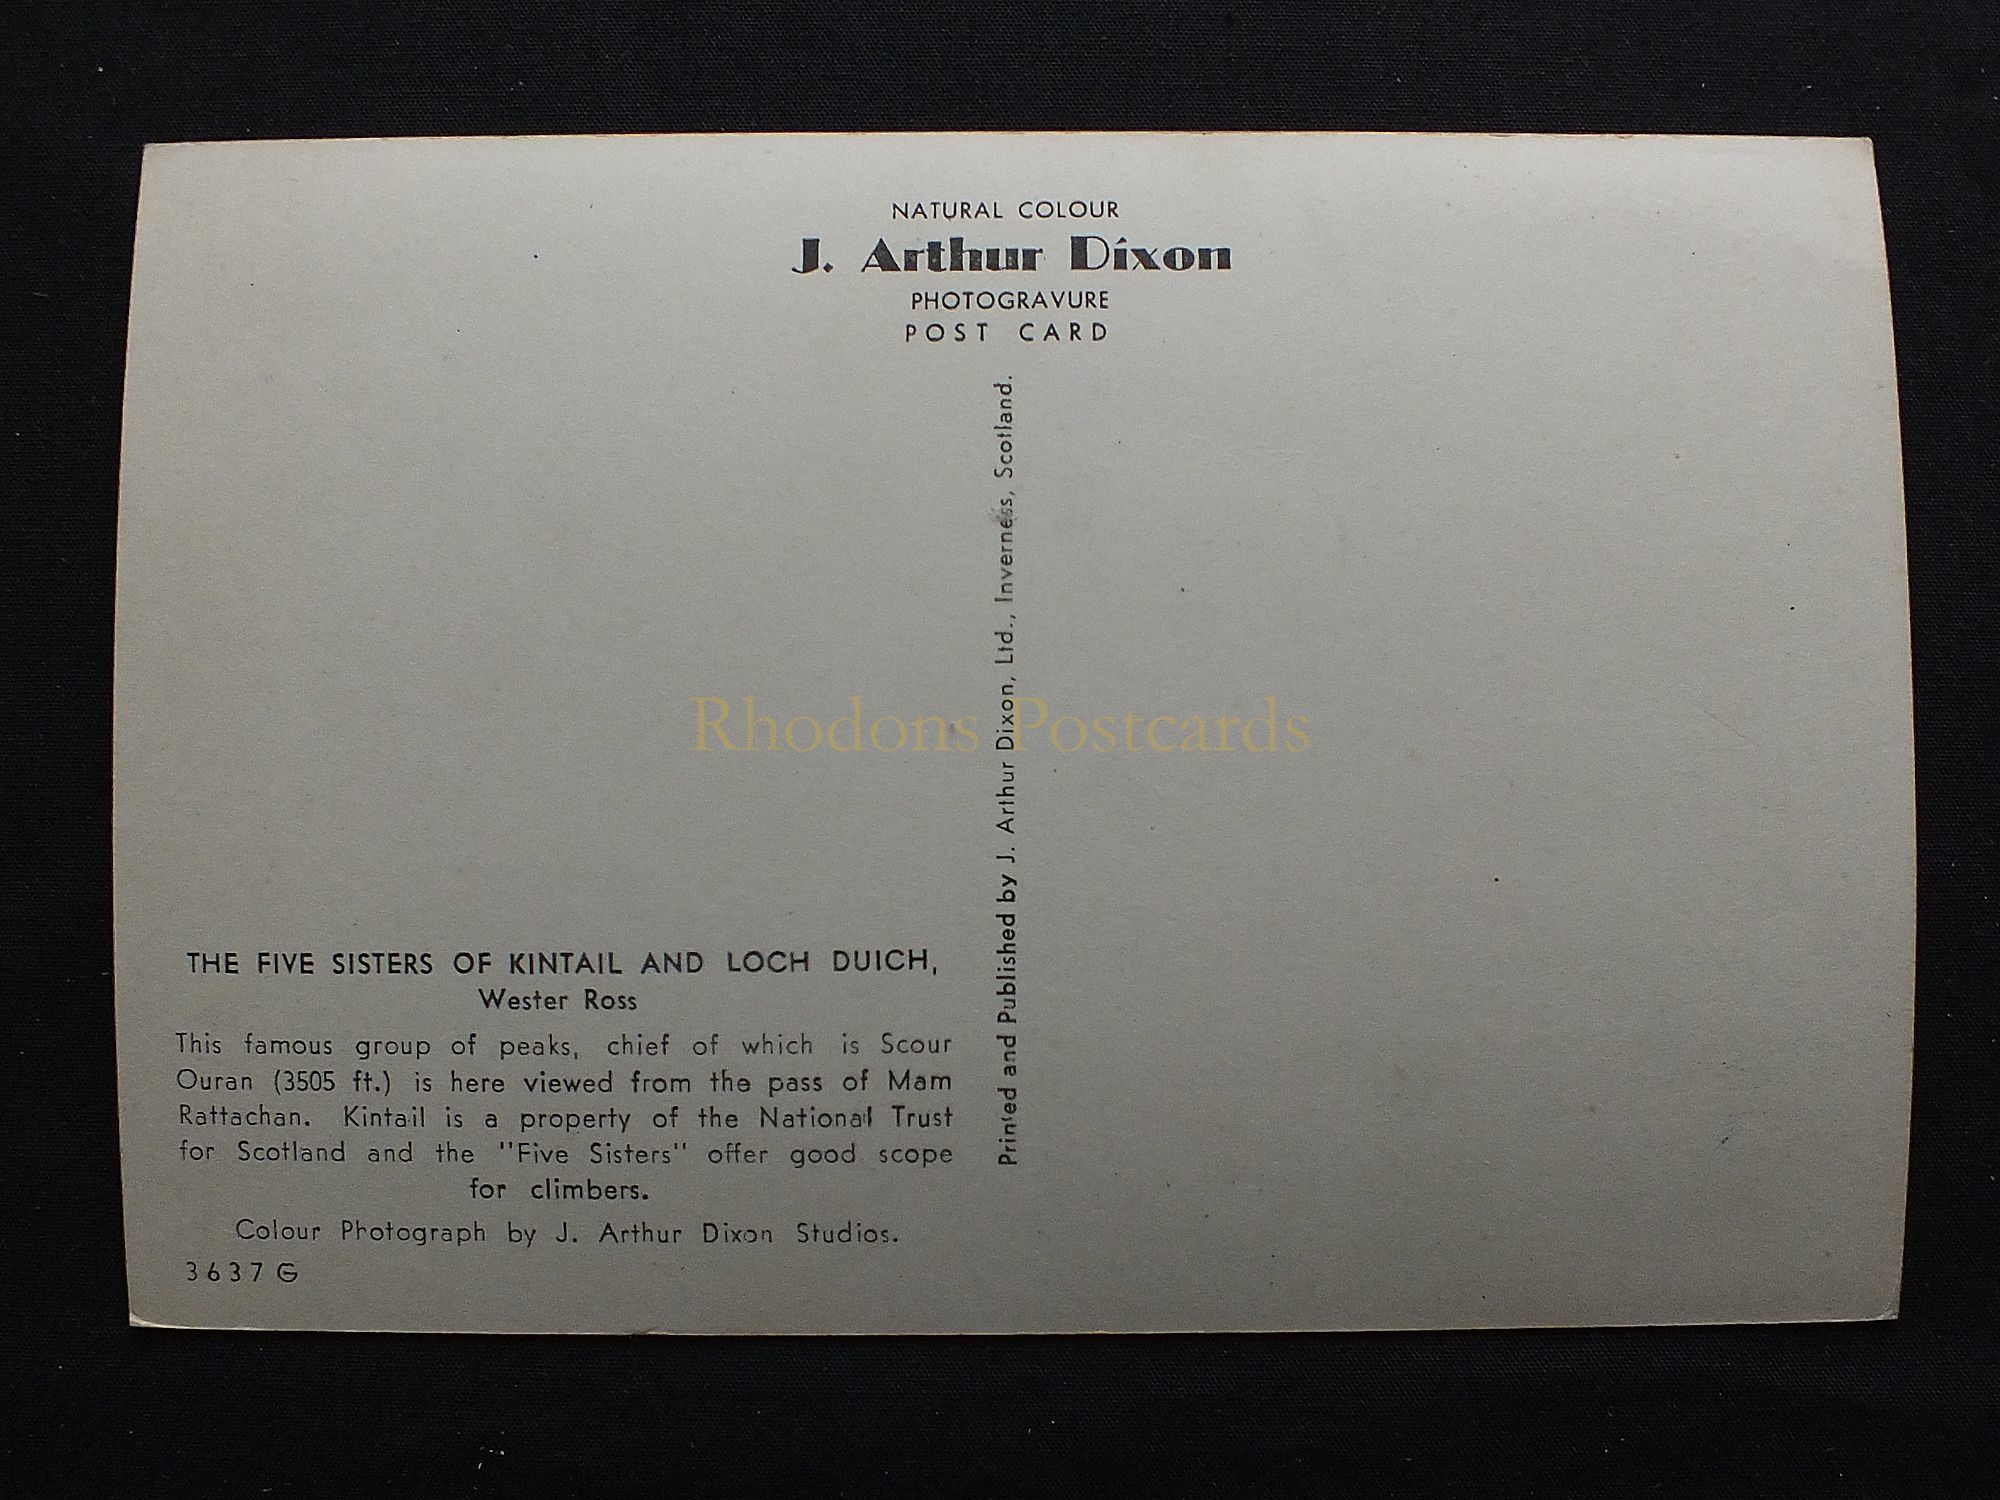 NATURAL COLOUR
J. Arthur Dixon
PHOTOGRAVURE
POST CARD
Printed and Published by J. Arthur Dixon, Ltd., Inverness, Scotland.
Rhodons Postcards
THE FIVE SISTERS OF KINTAIL AND LOCH DUICH,
Wester Ross
This famous group of peaks, chief of which is Scour
Ouran (3505 ft.) is here viewed from the pass of Mam
Rattachan. Kintail is a property of the National Trust
for Scotland and the "Five Sisters" offer good scope
for climbers.
Colour Photograph by J. Arthur Dixon Studios.
3637 G